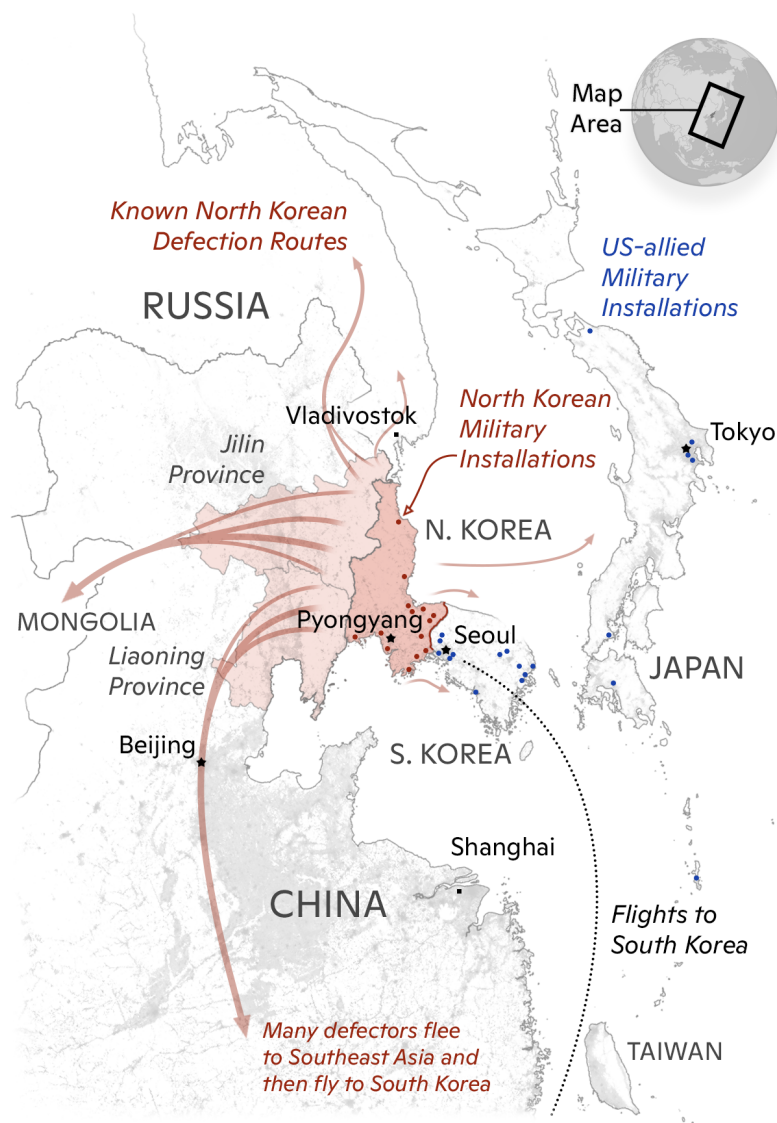 Map
Area
Known North Korean
Defection Routes
US-allied
Military
Installations
RUSSIA
North Korean
Military
Installations
Vladivostok
Tokyo
Jilin
Province
N. KOREA
MONGOLIA
Pyongyang
Seoul
Liaoning
Province
JAPAN
Beijing
S. KOREA
Shanghai
CHINA
Flights to
South Korea
Many defectors flee
to Southeast Asia and
then fly to South Korea
TAIWAN